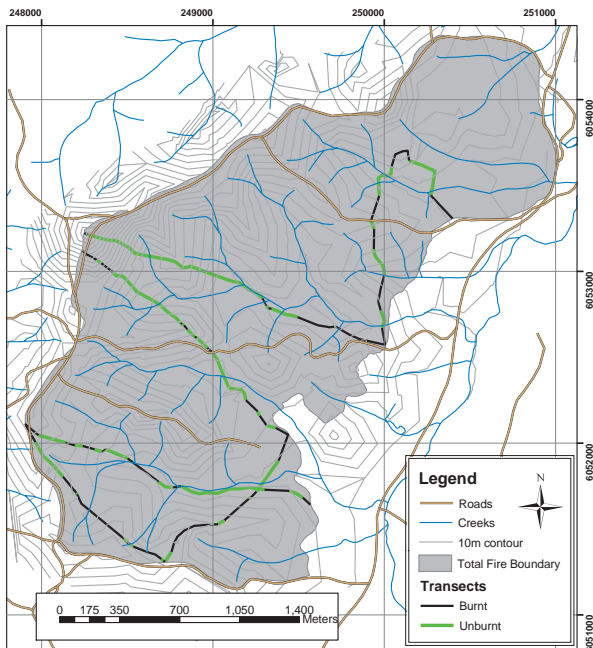 248000 249000 250000 251000
6054000
6053000
6052000
6051000
Legend
N
Roads
Creeks
10m contour
Total Fire Boundary
Transects
Burnt
Unburnt
0 175 350 700 1,050 1,400
Meters